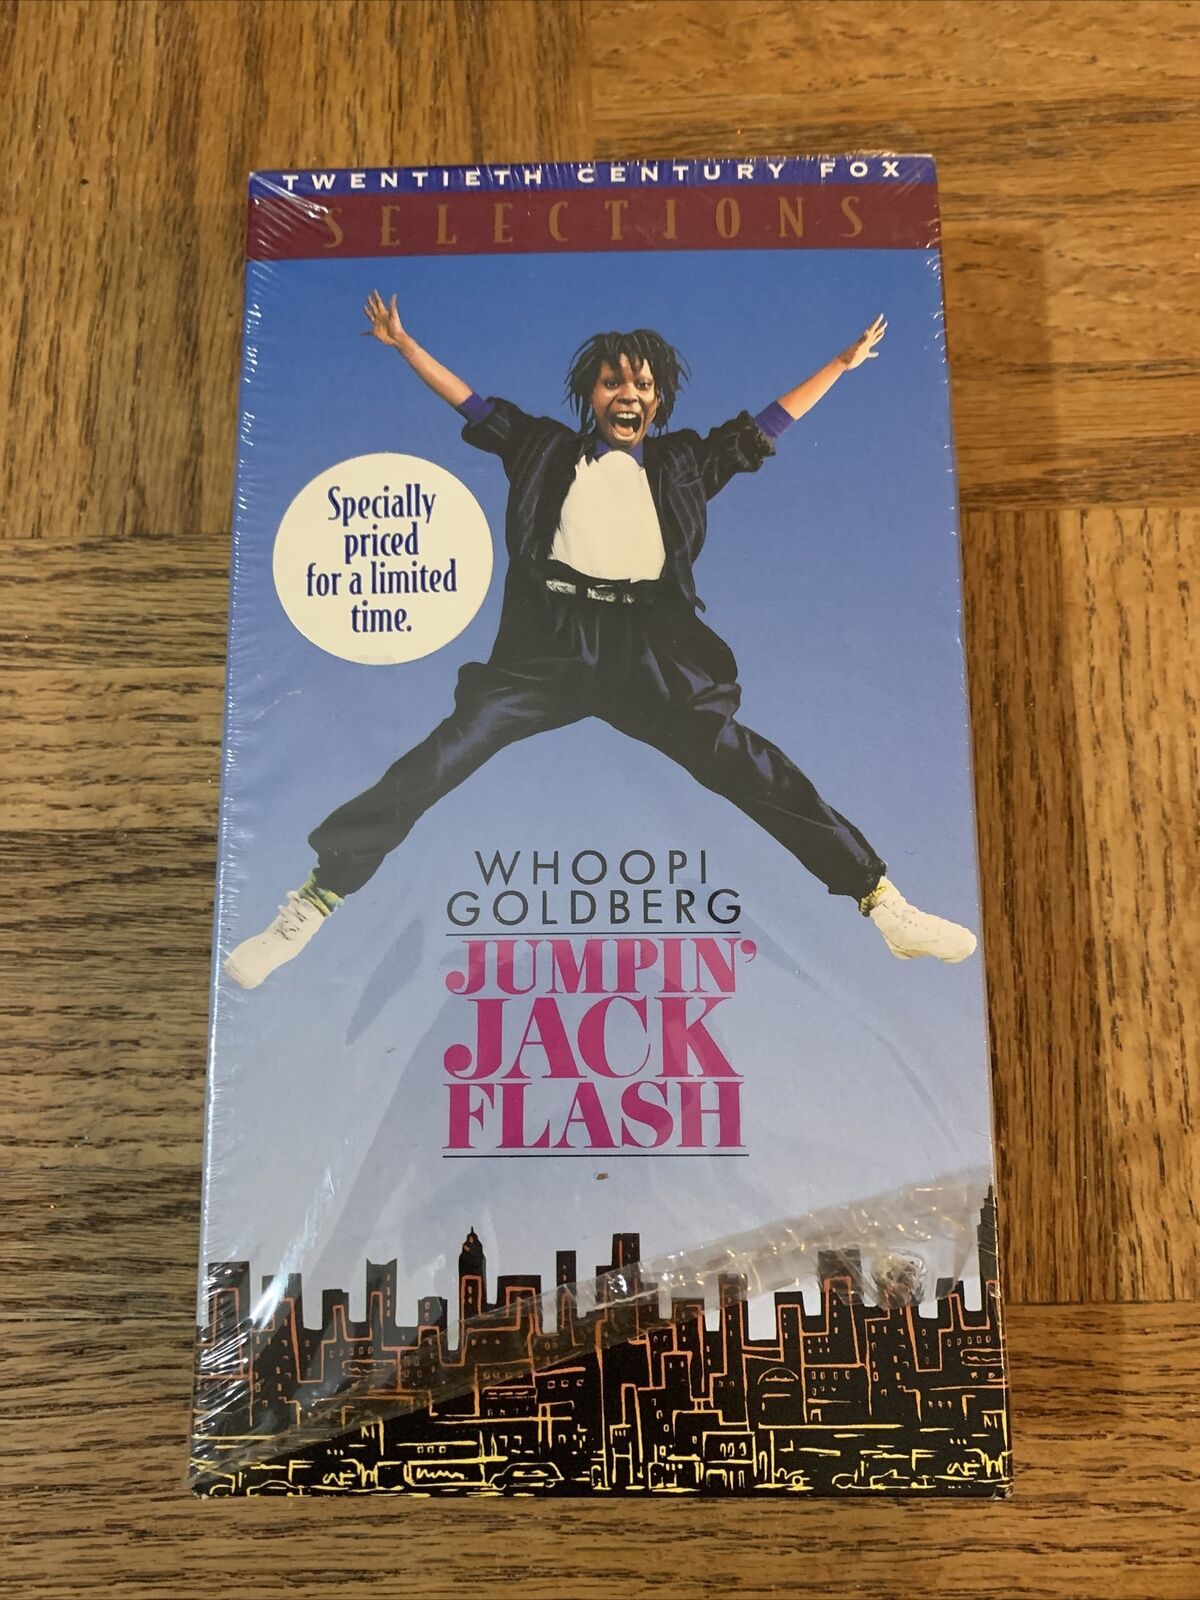 TWENTIETH CENTURY FOX
SELECTIONS
Specially
priced
for a limited
time.
WHOOPI
GOLDBERG
JUMPIN'
JACK
FLASH